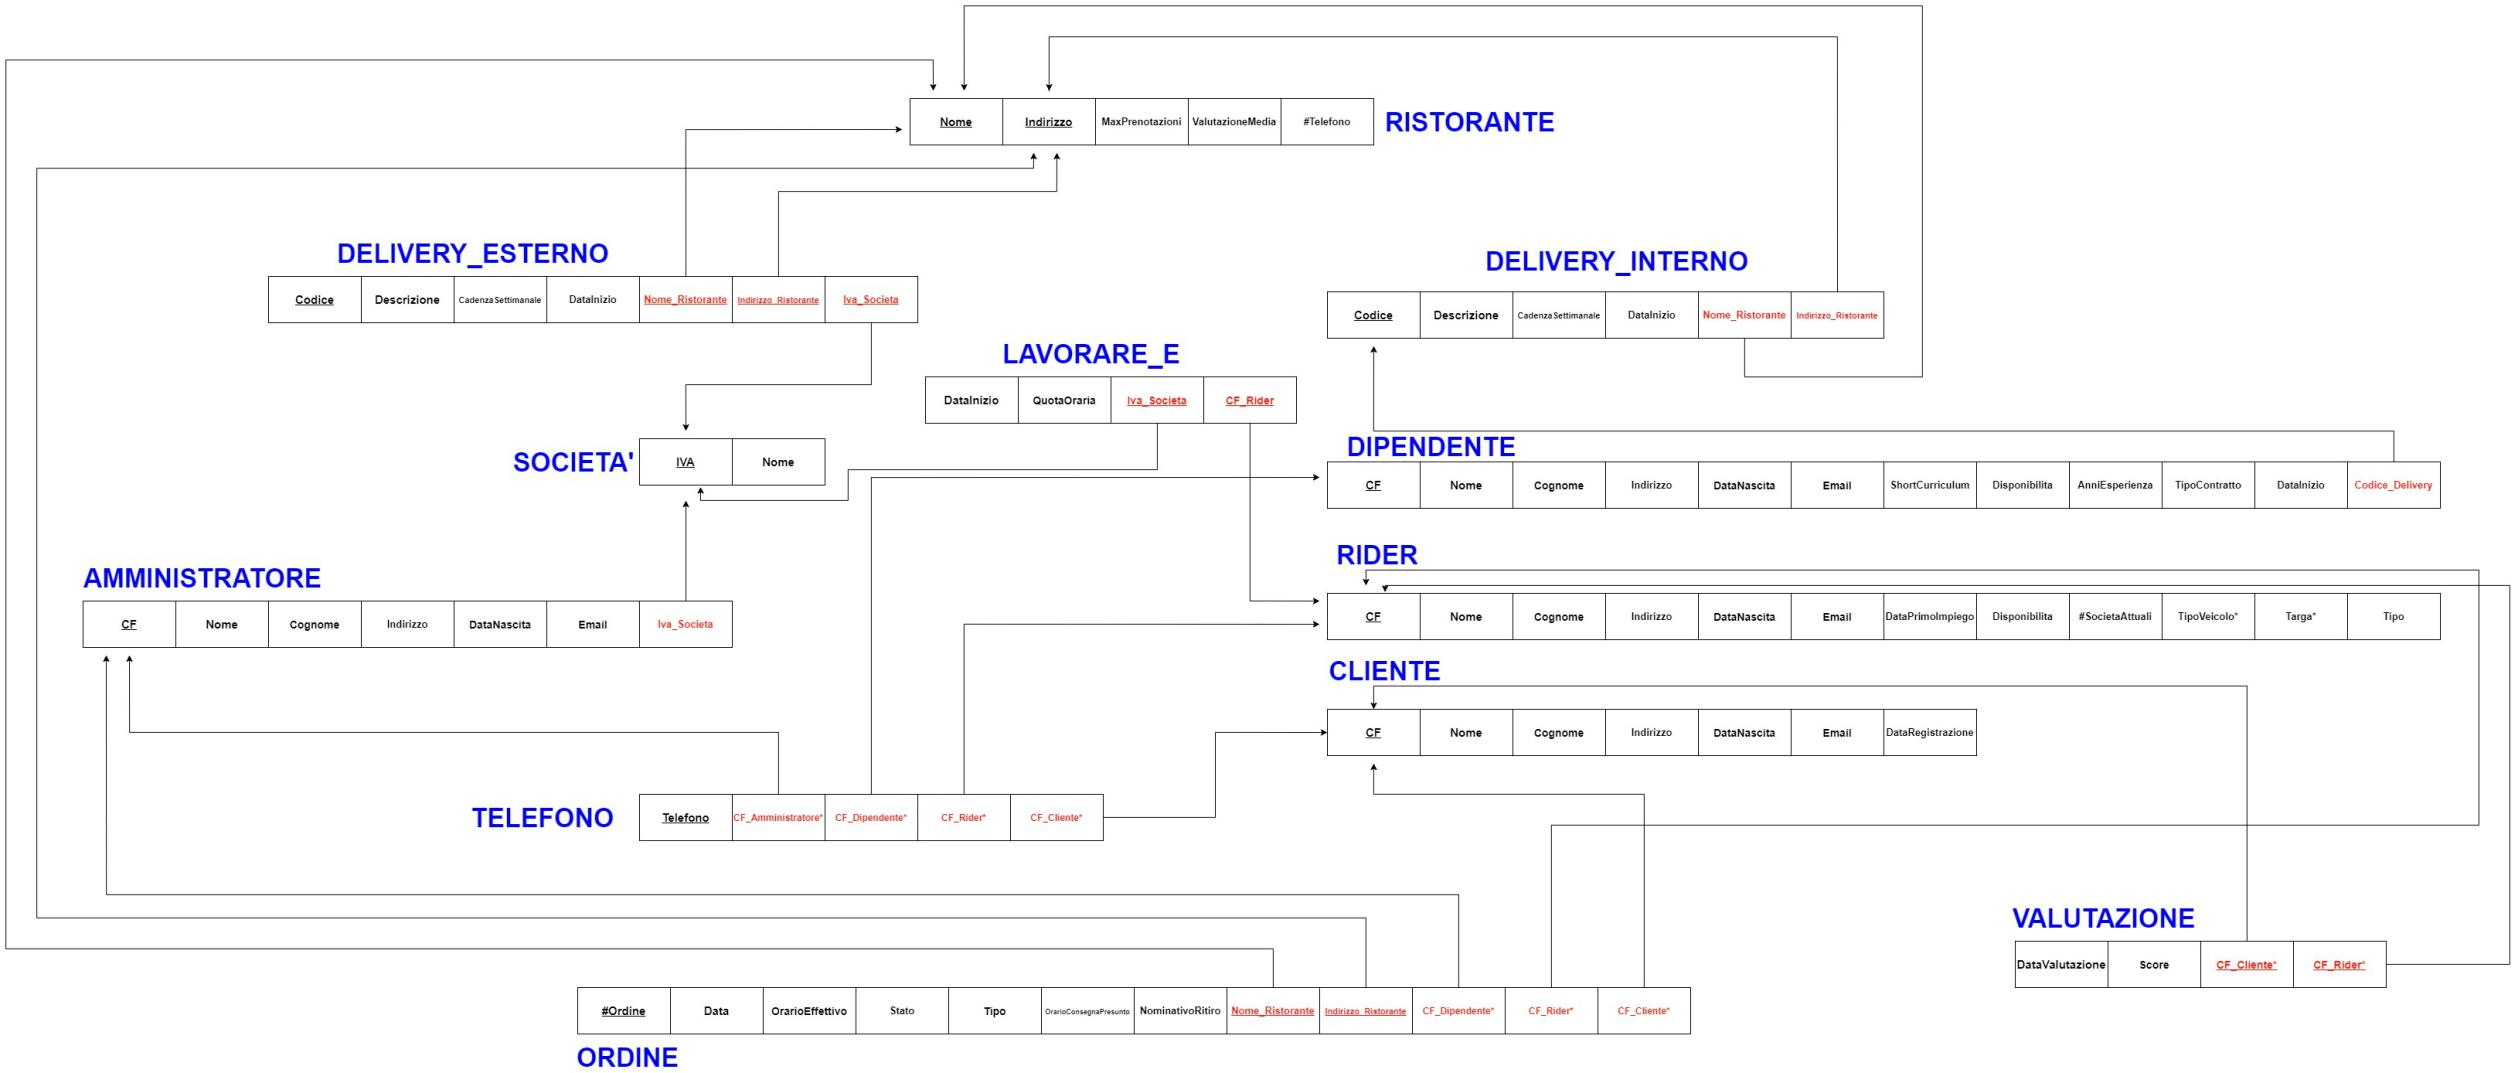 Nome Indirizzo MaxPrenotazioni ValutazioneMedia #Telefono RISTORANTE
DELIVERY_ESTERNO
Codice Descrizione CadenzaSettimanale DataInizio Nome_Ristorante Indirizzo_Ristorante Iva_Societa
DELIVERY_INTERNO
Codice Descrizione CadenzaSettimanale DataInizio Nome_Ristorante Indirizzo_Ristorante
LAVORARE_E
DataInizio QuotaOraria Iva_Societa CF_Rider
SOCIETA' IVA Nome
DIPENDENTE
CF Nome Cognome Indirizzo DataNascita Email ShortCurriculum Disponibilita AnniEsperienza TipoContratto DataInizio Codice_Delivery
AMMINISTRATORE
CF Nome Cognome Indirizzo DataNascita Email Iva_Societa
RIDER
CF Nome Cognome Indirizzo DataNascita Email DataPrimoImpiego Disponibilita #SocietaAttuali TipoVeicolo* Targa* Tipo
CLIENTE
CF Nome Cognome Indirizzo DataNascita Email DataRegistrazione
TELEFONO Telefono CF_Amministratore* CF_Dipendente* CF_Rider* CF_Cliente*
VALUTAZIONE
DataValutazione Score CF_Cliente* CF_Rider*
#Ordine Data OrarioEffettivo Stato Tipo OrarioConsegnaPresunto NominativoRitiro Nome_Ristorante Indirizzo_Ristorante CF_Dipendente* CF_Rider* CF_Cliente*
ORDINE